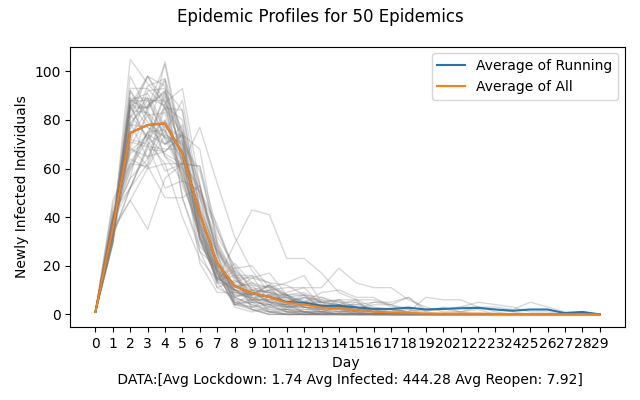 Epidemic Profiles for 50 Epidemics
Average of Running
Average of All
100
80
60
40
20
0
Newly Infected Individuals
0 1 2 3 4 5 6 7 8 9 10 11 12 13 14 15 16 17 18 19 20 21 22 23 24 25 26 27 28 29
Day
DATA:[Avg Lockdown: 1.74 Avg Infected: 444.28 Avg Reopen: 7.92]